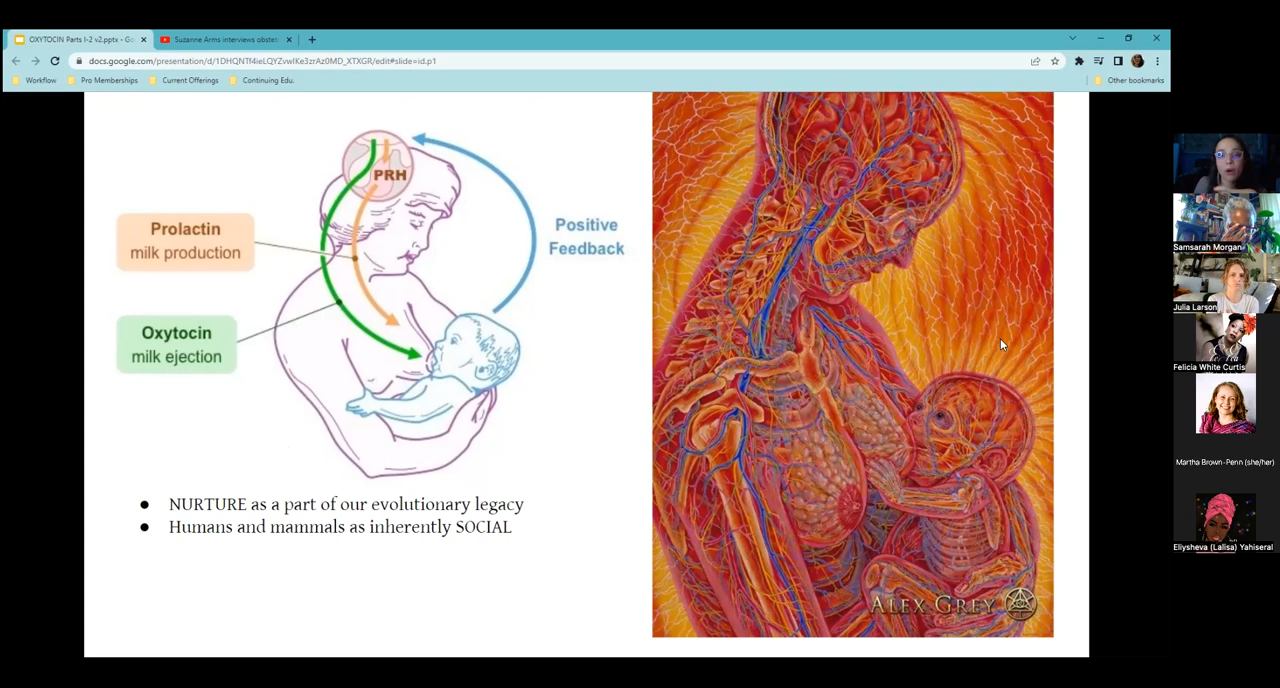 OXYTOCIN Parts I-2 v2.pptx - Go
Suzanne Arms interviews obstet
docs.google.com/presentation/d/1DHQNTf4ieLQYZvwlKe3zrAz0MD_XTXGR/edit#slide=id.p1
Workflow
Pro Memberships
Current Offerings
Continuing Edu.
Other bookmarks
PRH
Prolactin
milk production
Positive
Feedback
Oxytocin
milk ejection
● NURTURE as a part of our evolutionary legacy
● Humans and mammals as inherently SOCIAL
ALEX GREY
Samsarah Morgan
Julia Larson
Felicia White Curtis
Martha Brown-Penn (she/her)
Eliysheva (Lalisa) Yahiseral